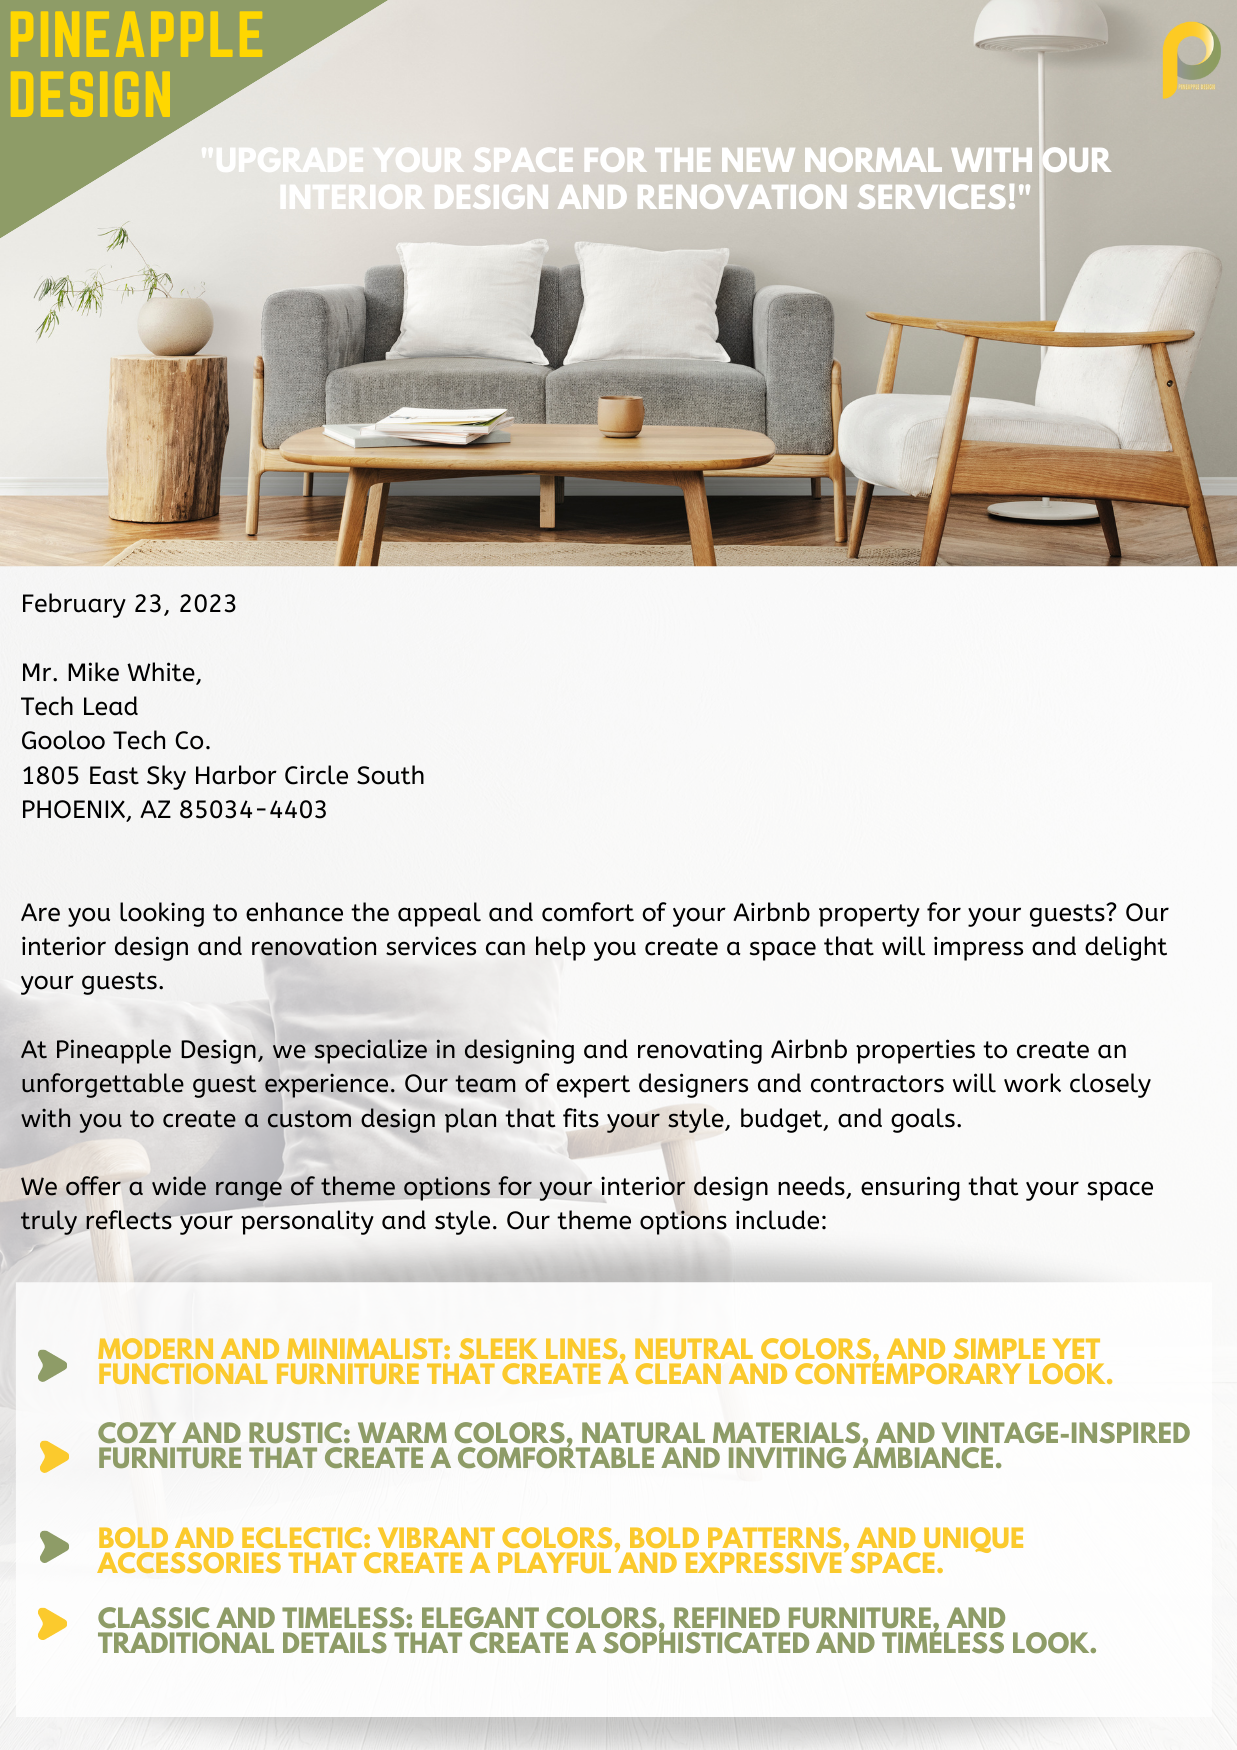 PINEAPPLE
DESIGN
"UPGRADE YOUR SPACE FOR THE NEW NORMAL WITH OUR
INTERIOR DESIGN AND RENOVATION SERVICES!"
February 23, 2023
Mr. Mike White,
Tech Lead
Gooloo Tech Co.
1805 East Sky Harbor Circle South
PHOENIX, AZ 85034-4403
Are you looking to enhance the appeal and comfort of your Airbnb property for your guests? Our
interior design and renovation services can help you create a space that will impress and delight
your guests.
At Pineapple Design, we specialize in designing and renovating Airbnb properties to create an
unforgettable guest experience. Our team of expert designers and contractors will work closely
with you to create a custom design plan that fits your style, budget, and goals.
We offer a wide range of theme options for your interior design needs, ensuring that your space
truly reflects your personality and style. Our theme options include:
MODERN AND MINIMALIST: SLEEK LINES, NEUTRAL COLORS, AND SIMPLE YET
FUNCTIONAL FURNITURE THAT CREATE A CLEAN AND CONTEMPORARY LOOK.
COZY AND RUSTIC: WARM COLORS, NATURAL MATERIALS, AND VINTAGE-INSPIRED
FURNITURE THAT CREATE A COMFORTABLE AND INVITING AMBIANCE.
BOLD AND ECLECTIC: VIBRANT COLORS, BOLD PATTERNS, AND UNIQUE
ACCESSORIES THAT CREATE A PLAYFUL AND EXPRESSIVE SPACE.
CLASSIC AND TIMELESS: ELEGANT COLORS, REFINED FURNITURE, AND
TRADITIONAL DETAILS THAT CREATE A SOPHISTICATED AND TIMELESS LOOK.